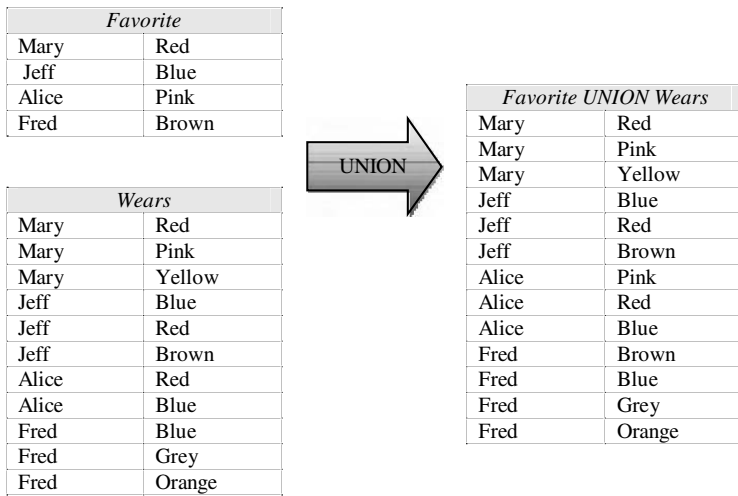 Favorite
Mary Red
Jeff Blue
Alice Pink
Fred Brown
Wears
Mary Red
Mary Pink
Mary Yellow
Jeff Blue
Jeff Red
Jeff Brown
Alice Red
Alice Blue
Fred Blue
Fred Grey
Fred Orange
UNION
Favorite UNION Wears
Mary Red
Mary Pink
Mary Yellow
Jeff Blue
Jeff Red
Jeff Brown
Alice Pink
Alice Red
Alice Blue
Fred Brown
Fred Blue
Fred Grey
Fred Orange